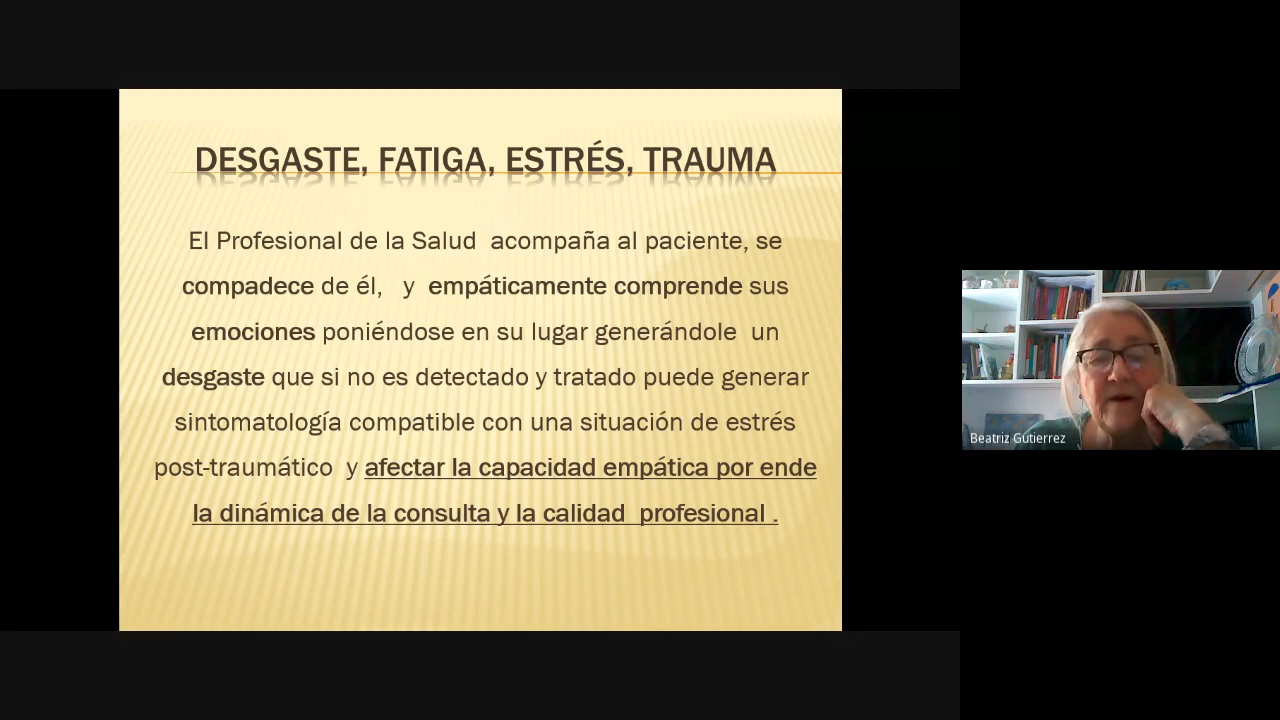 DESGASTE, FATIGA, ESTRÉS, TRAUMA
El Profesional de la Salud  acompaña al paciente, se
compadece de él,   y  empáticamente comprende sus
emociones poniéndose en su lugar generándole  un
desgaste que si no es detectado y tratado puede generar
sintomatología compatible con una situación de estrés
post-traumático  y afectar la capacidad empática por ende
la dinámica de la consulta y la calidad  profesional .
Beatriz Gutierrez